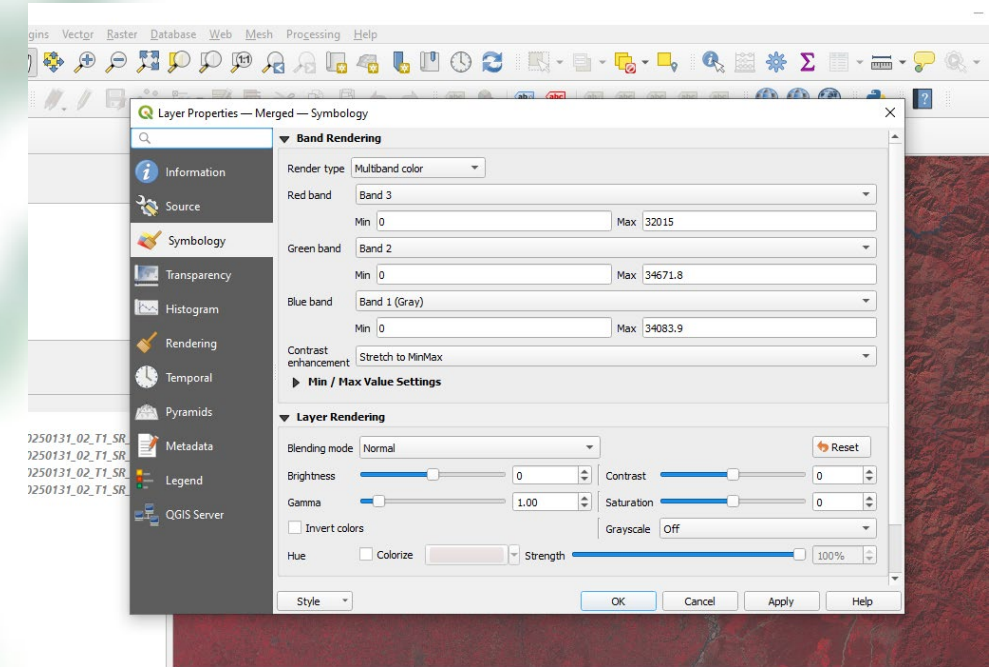 gins Vector Raster Database Web Mesh Processing Help
1:1
abc abc
Layer Properties — Merged — Symbology
Information
Source
Symbology
Transparency
Histogram
Rendering
Temporal
Pyramids
Metadata
Legend
QGIS Server
Band Rendering
Render type Multiband color
Red band Band 3
Min 0 Max 32015
Green band Band 2
Min 0 Max 34671.8
Blue band Band 1 (Gray)
Min 0 Max 34083.9
Contrast
enhancement Stretch to MinMax
Min / Max Value Settings
Layer Rendering
Blending mode Normal Reset
Brightness 0 Contrast 0
Gamma 1.00 Saturation 0
Invert colors Grayscale Off
Hue Colorize Strength 100%
Style OK Cancel Apply Help
0250131_02_T1_SR_
0250131_02_T1_SR_
0250131_02_T1_SR_
0250131_02_T1_SR_